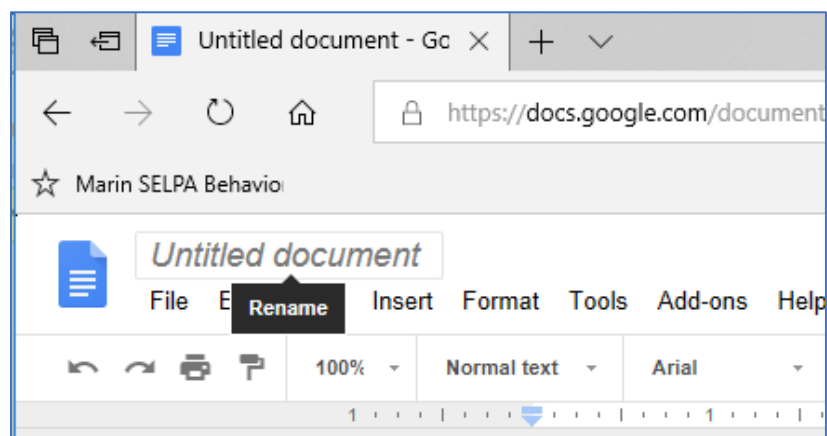 Untitled document - Gc
https://docs.google.com/document
Marin SELPA Behavio
Untitled document
File E Insert Format Tools Add-ons Help
Rename
100% Normal text Arial
1 1